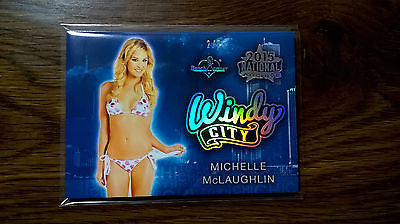 2015
NATIONAL
Windy
CITY
MICHELLE
McLAUGHLIN